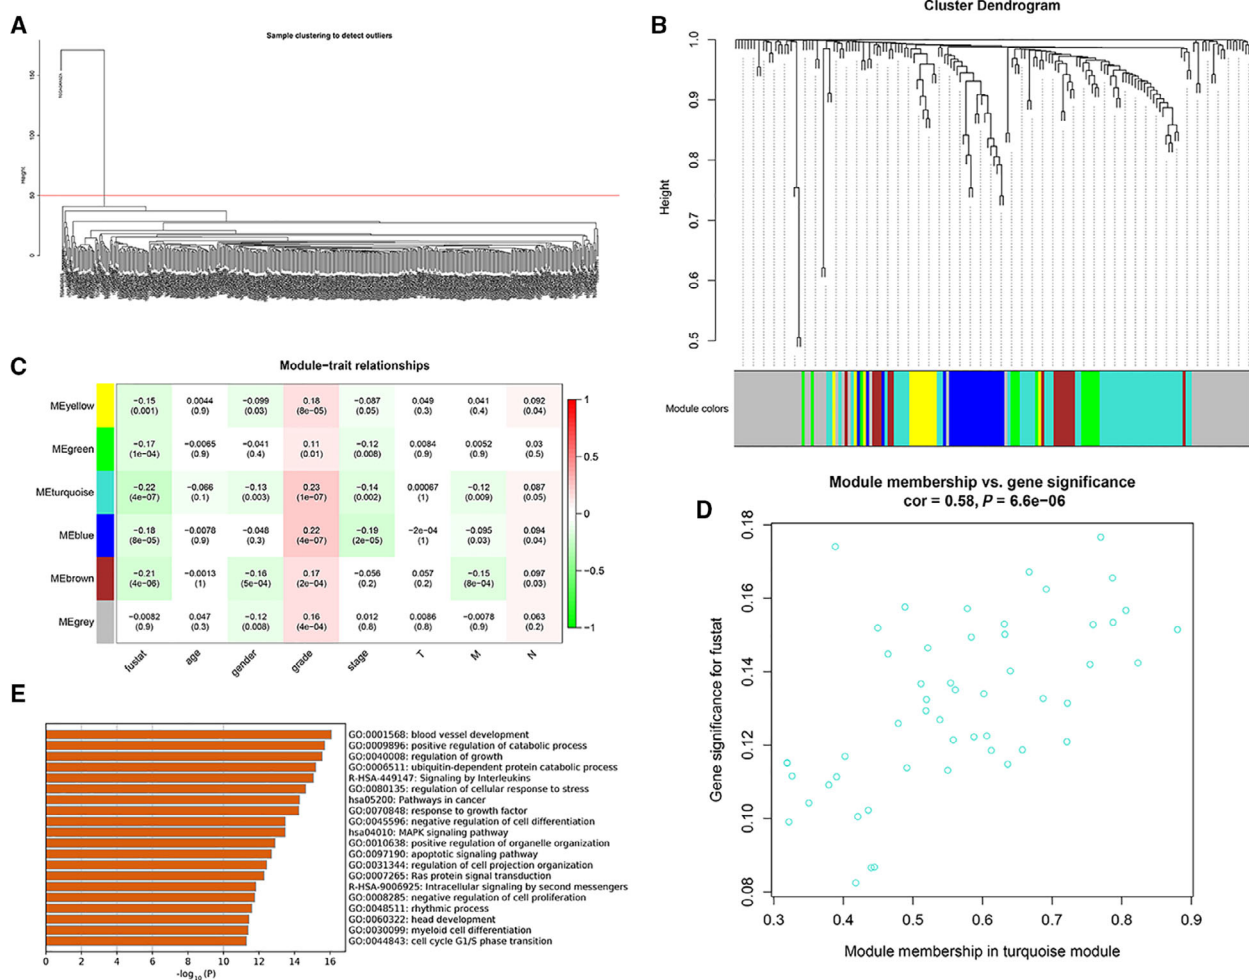 A
Sample clustering to detect outliers
Height
150
100
50
0
B
Cluster Dendrogram
Height
1.0
0.9
0.8
0.7
0.6
0.5
Module colors
C
Module−trait relationships
MEyellow −0.15 0.0044 −0.099 0.18 −0.087 0.049 0.041 0.092
(0.001) (0.9) (0.03) (8e−05) (0.05) (0.3) (0.4) (0.04)
MEgreen −0.17 −0.0065 −0.041 0.11 −0.12 0.0084 0.0052 0.03
(1e−04) (0.9) (0.4) (0.01) (0.008) (0.9) (0.9) (0.5)
MEturquoise −0.22 −0.066 −0.13 0.23 −0.14 0.00067 −0.12 0.087
(4e−07) (0.1) (0.003) (1e−07) (0.002) (1) (0.009) (0.05)
MEblue −0.18 −0.0078 −0.048 0.22 −0.19 −2e−04 −0.095 0.094
(8e−05) (0.9) (0.3) (4e−07) (2e−05) (1) (0.03) (0.04)
MEbrown −0.21 −0.0013 −0.16 0.17 −0.056 0.057 −0.15 0.097
(4e−06) (1) (5e−04) (2e−04) (0.2) (0.2) (8e−04) (0.03)
MEgrey −0.0082 0.047 −0.12 0.16 0.012 0.0086 −0.0078 0.063
(0.9) (0.3) (0.008) (4e−04) (0.8) (0.8) (0.9) (0.2)
fustat age gender grade stage T M N
1
0.5
0
−0.5
−1
D
Module membership vs. gene significance
cor = 0.58, P = 6.6e−06
Gene significance for fustat
0.18
0.16
0.14
0.12
0.10
0.08
0.3 0.4 0.5 0.6 0.7 0.8 0.9
Module membership in turquoise module
E
GO:0001568: blood vessel development
GO:0009896: positive regulation of catabolic process
GO:0040008: regulation of growth
GO:0006511: ubiquitin-dependent protein catabolic process
R-HSA-449147: Signaling by Interleukins
GO:0080135: regulation of cellular response to stress
hsa05200: Pathways in cancer
GO:0070848: response to growth factor
GO:0045596: negative regulation of cell differentiation
hsa04010: MAPK signaling pathway
GO:0010638: positive regulation of organelle organization
GO:0097190: apoptotic signaling pathway
GO:0031344: regulation of cell projection organization
GO:0007265: Ras protein signal transduction
R-HSA-9006925: Intracellular signaling by second messengers
GO:0008285: negative regulation of cell proliferation
GO:0048511: rhythmic process
GO:0060322: head development
GO:0030099: myeloid cell differentiation
GO:0044843: cell cycle G1/S phase transition
0 2 4 6 8 10 12 14 16
-log10(P)